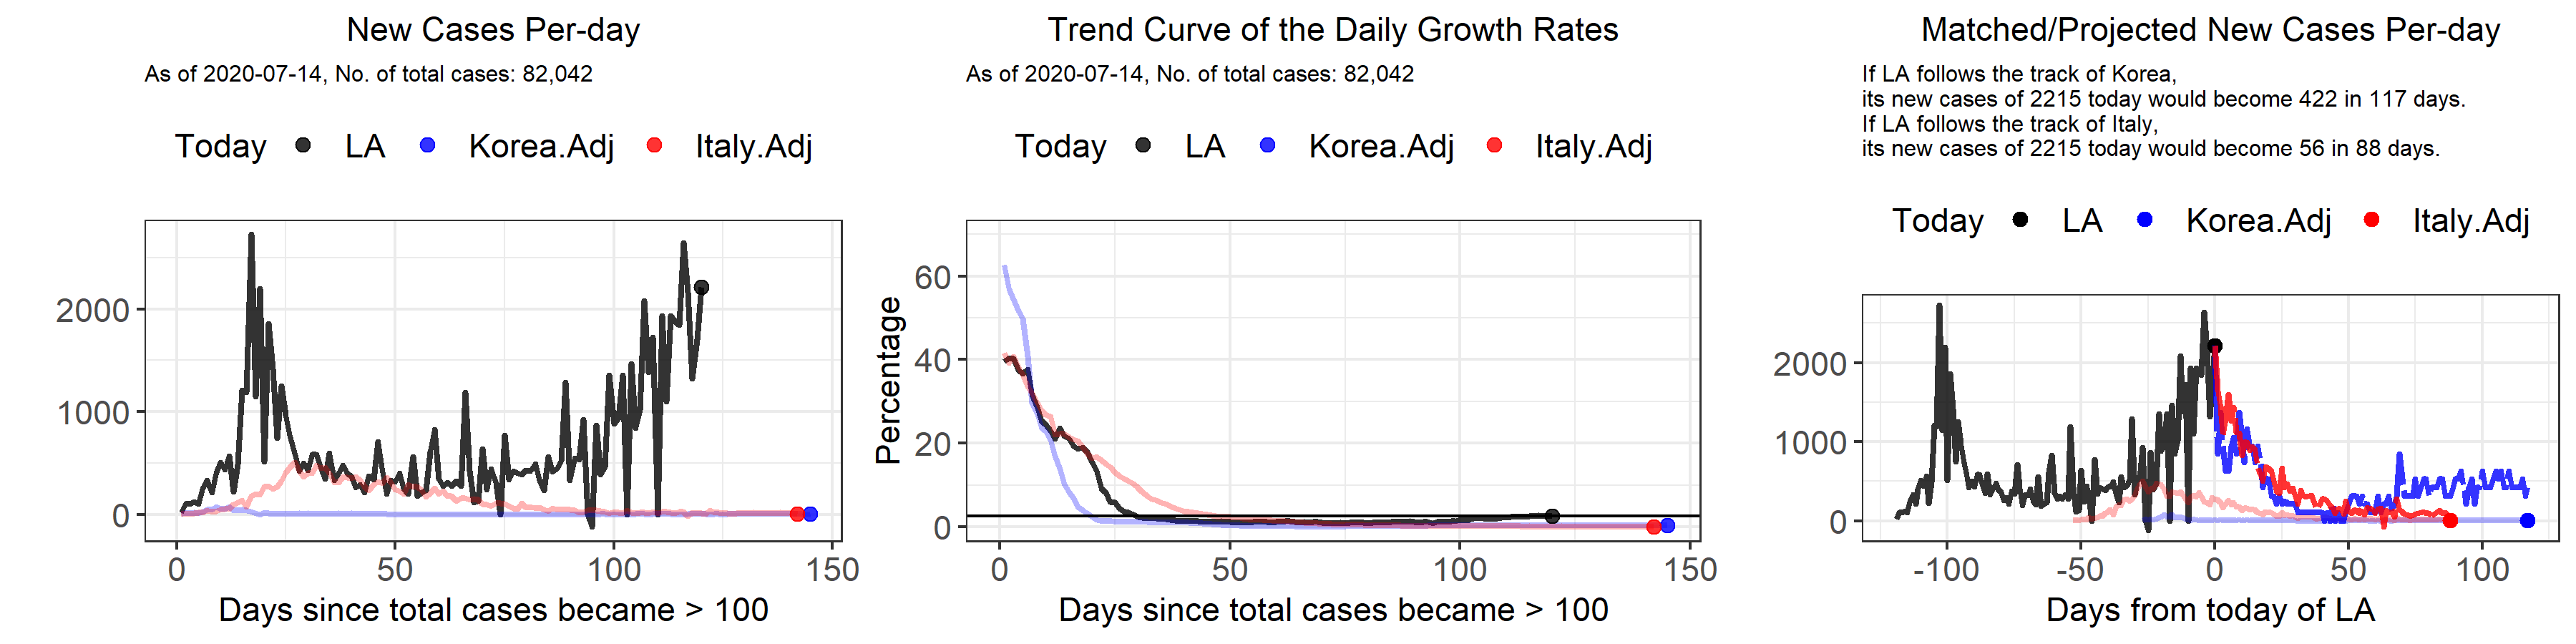 New Cases Per-day
As of 2020-07-14, No. of total cases: 82,042
Today LA Korea.Adj Italy.Adj
2000
1000
0
0 50 100 150
Days since total cases became > 100
Trend Curve of the Daily Growth Rates
As of 2020-07-14, No. of total cases: 82,042
Today LA Korea.Adj Italy.Adj
Percentage
60
40
20
0
0 50 100 150
Days since total cases became > 100
Matched/Projected New Cases Per-day
If LA follows the track of Korea,
its new cases of 2215 today would become 422 in 117 days.
If LA follows the track of Italy,
its new cases of 2215 today would become 56 in 88 days.
Today LA Korea.Adj Italy.Adj
2000
1000
0
-100 -50 0 50 100
Days from today of LA